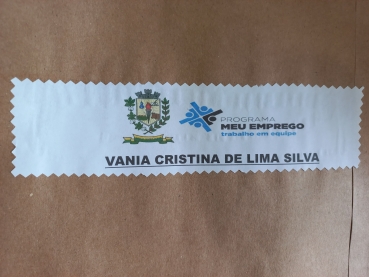 PROGRAMA
MEU EMPREGO
trabalho em equipe
VANIA CRISTINA DE LIMA SILVA